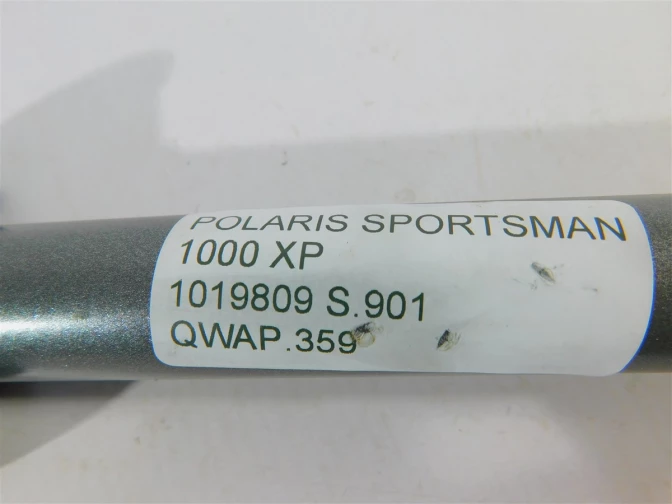 POLARIS SPORTSMAN
1000 XP
1019809 S.901
QWAP.359